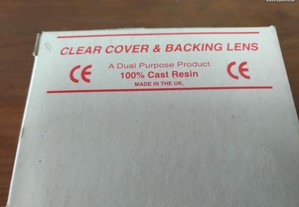 CLEAR COVER & BACKING LENS
A Dual Purpose Product
CE 100% Cast Resin CE
MADE IN THE UK.